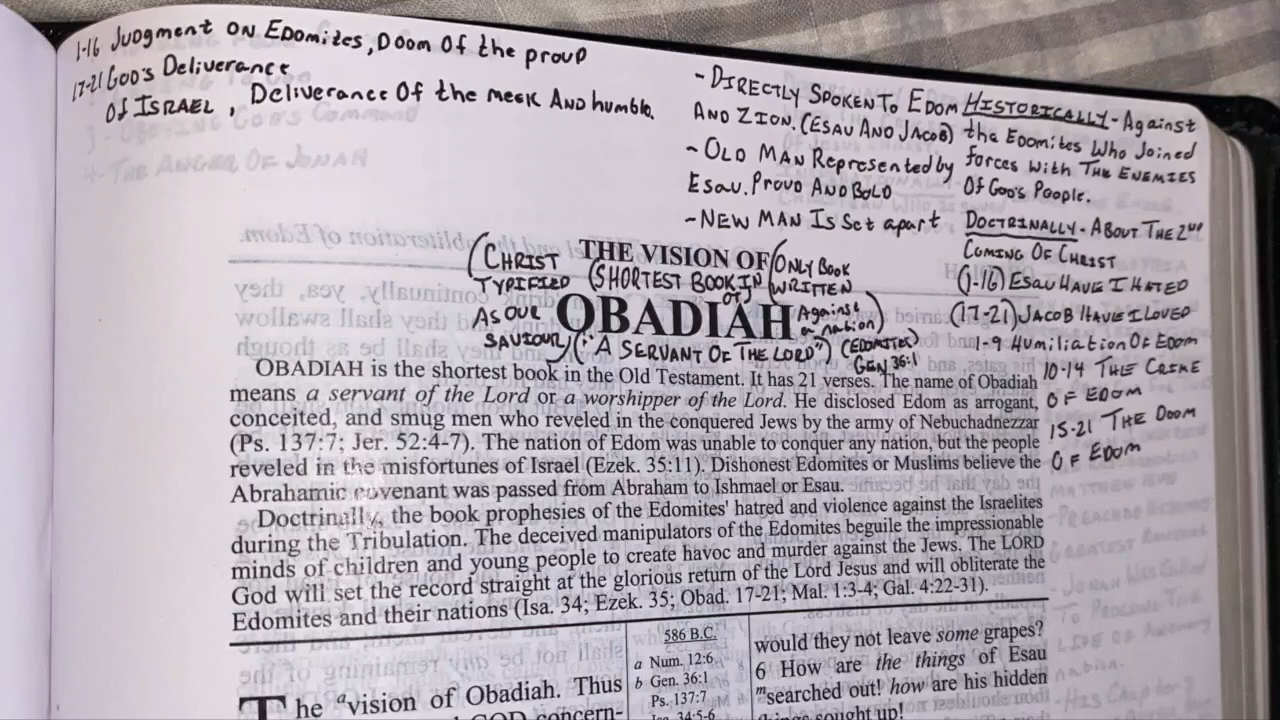 1-16 Judgment On Edomites, Doom Of the proud
17-21 God's Deliverance
Of ISRAEL, Deliverance Of the meek And humble.
4-The Anger Of Jonah
-Directly Spoken To Edom
And Zion. (Esau And Jacob)
-Old Man Represented by
Esau. Proud And Bold
-New Man Is Set apart
Historically-Against
the Edomites Who Joined
forces with The Enemies
Of God's People.
Doctrinally-About The 2nd
Coming Of Christ
(1-16) Esau Have I Hated
(17-21) Jacob Have I Loved
1-9 Humiliation Of Edom
10-14 The Crime
Of Edom
15-21 The Doom
Of Edom
(Christ
Typified
As Our
Saviour)
THE VISION OF
(Shortest Book In
OT)
(Only Book
Written
Against
a nation)
(Edomites)
Gen 36:1
OBADIAH
("A Servant Of The Lord")
OBADIAH is the shortest book in the Old Testament. It has 21 verses. The name of Obadiah
means a servant of the Lord or a worshipper of the Lord. He disclosed Edom as arrogant,
conceited, and smug men who reveled in the conquered Jews by the army of Nebuchadnezzar
(Ps. 137:7; Jer. 52:4-7). The nation of Edom was unable to conquer any nation, but the people
reveled in the misfortunes of Israel (Ezek. 35:11). Dishonest Edomites or Muslims believe the
Abrahamic covenant was passed from Abraham to Ishmael or Esau.
Doctrinally, the book prophesies of the Edomites' hatred and violence against the Israelites
during the Tribulation. The deceived manipulators of the Edomites beguile the impressionable
minds of children and young people to create havoc and murder against the Jews. The LORD
God will set the record straight at the glorious return of the Lord Jesus and will obliterate the
Edomites and their nations (Isa. 34; Ezek. 35; Obad. 17-21; Mal. 1:3-4; Gal. 4:22-31).
The avision of Obadiah. Thus
GOD concern-
586 B.C.
a Num. 12:6
b Gen. 36:1
Ps. 137:7
34:5-6
would they not leave some grapes?
6 How are the things of Esau
msearched out! how are his hidden
things sought up!